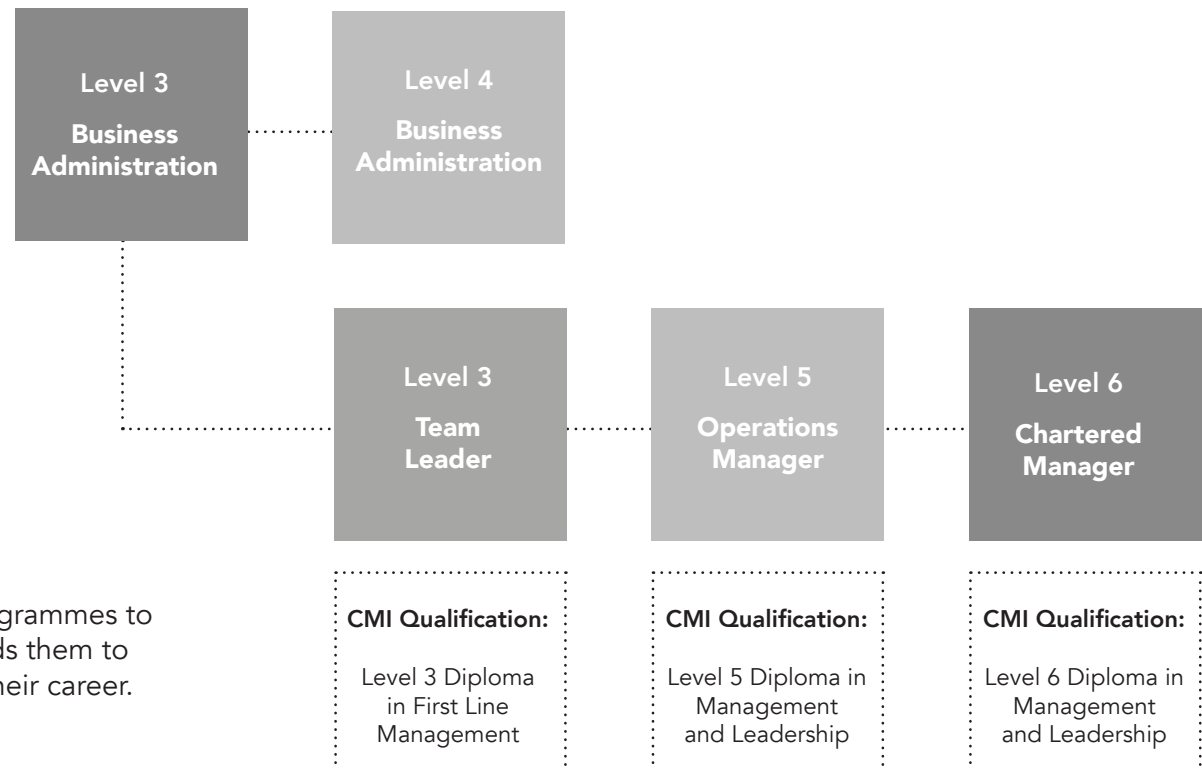 Level 3
Business
Administration
Level 4
Business
Administration
Level 3
Team
Leader
Level 5
Operations
Manager
Level 6
Chartered
Manager
grammes to
ds them to
heir career.
CMI Qualification:
Level 3 Diploma
in First Line
Management
CMI Qualification:
Level 5 Diploma in
Management
and Leadership
CMI Qualification:
Level 6 Diploma in
Management
and Leadership